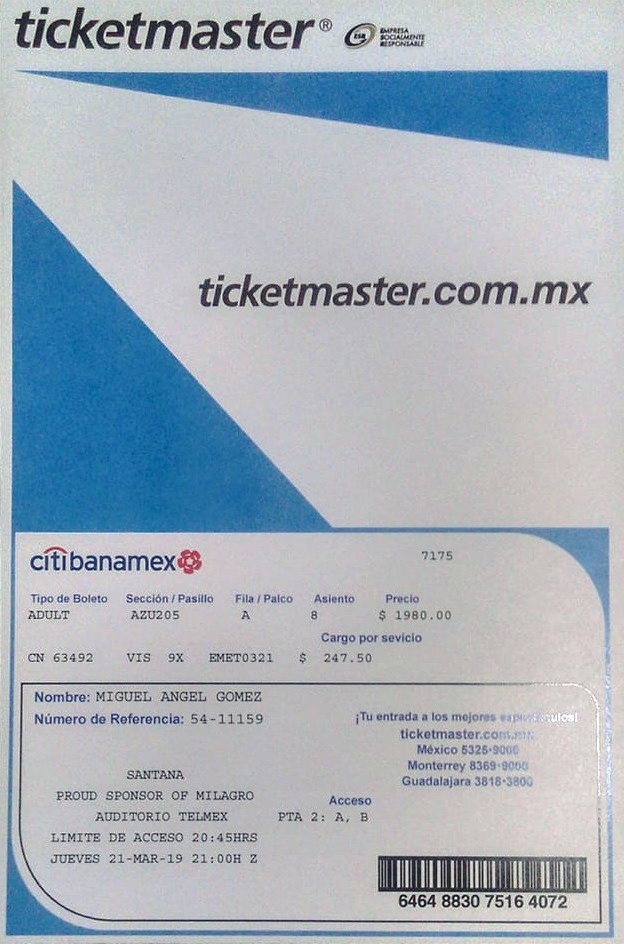 ticketmaster®
ESR EMPRESA
SOCIALMENTE
RESPONSABLE
ticketmaster.com.mx
citibanamex
7175
Tipo de Boleto Sección / Pasillo Fila / Palco Asiento Precio
ADULT AZU205 A 8 $ 1980.00
Cargo por sevicio
CN 63492 VIS 9X EMET0321 $ 247.50
Nombre: MIGUEL ANGEL GOMEZ
Número de Referencia: 54-11159
¡Tu entrada a los mejores espectáculos!
ticketmaster.com.mx
México 5325•9000
Monterrey 8369•9000
Guadalajara 3818•3800
SANTANA
PROUD SPONSOR OF MILAGRO
Acceso
AUDITORIO TELMEX PTA 2: A, B
LIMITE DE ACCESO 20:45HRS
JUEVES 21-MAR-19 21:00H Z
6464 8830 7516 4072